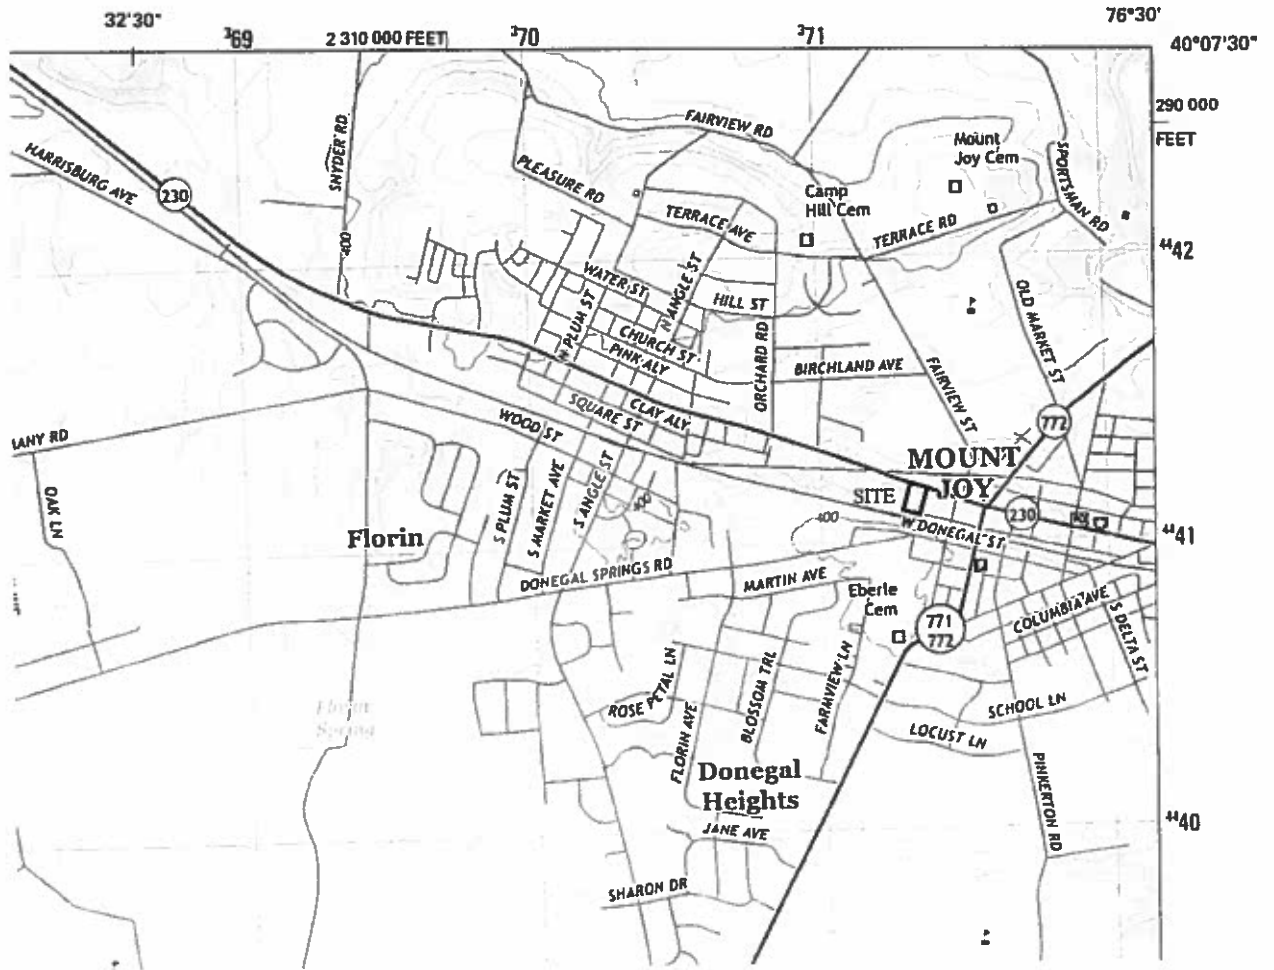 32'30"
76°30'
³69
2 310 000 FEET
³70
³71
40°07'30"
290 000
FEET
FAIRVIEW RD
Mount
Joy Cem
SNYDER RD
HARRISBURG AVE
230
PLEASURE RD
SPORTSMAN RD
Camp
Hill Cem
TERRACE AVE
TERRACE RD
400
⁴⁴42
WATER ST
N ANGLE ST
HILL ST
OLD MARKET ST
N PLUM ST
CHURCH ST
PINK ALY
ORCHARD RD
BIRCHLAND AVE
FAIRVIEW ST
SQUARE ST
CLAY ALY
WOOD ST
772
LANY RD
MOUNT
JOY
SITE
OAK LN
S PLUM ST
S MARKET AVE
S ANGLE ST
400
400
230
W DONEGAL ST
⁴⁴41
Florin
DONEGAL SPRINGS RD
MARTIN AVE
Eberle
Cem
COLUMBIA AVE
S DELTA ST
771
772
ROSE PETAL LN
BLOSSOM TRL
FARMVIEW LN
SCHOOL LN
LOCUST LN
Florin
Spring
FLORIN AVE
Donegal
Heights
PINKERTON RD
JANE AVE
⁴⁴40
SHARON DR